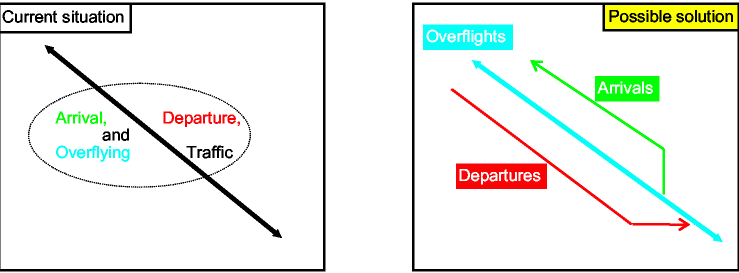 Current situation
Arrival, Departure,
and
Overflying Traffic
Possible solution
Overflights
Arrivals
Departures